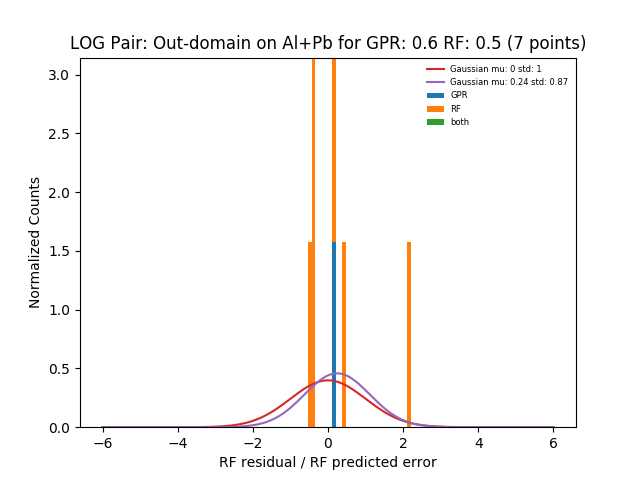 LOG Pair: Out-domain on Al+Pb for GPR: 0.6 RF: 0.5 (7 points)
Gaussian mu: 0 std: 1
Gaussian mu: 0.24 std: 0.87
GPR
RF
both
3.0
2.5
2.0
1.5
1.0
0.5
0.0
Normalized Counts
−6
−4
−2
0
2
4
6
RF residual / RF predicted error